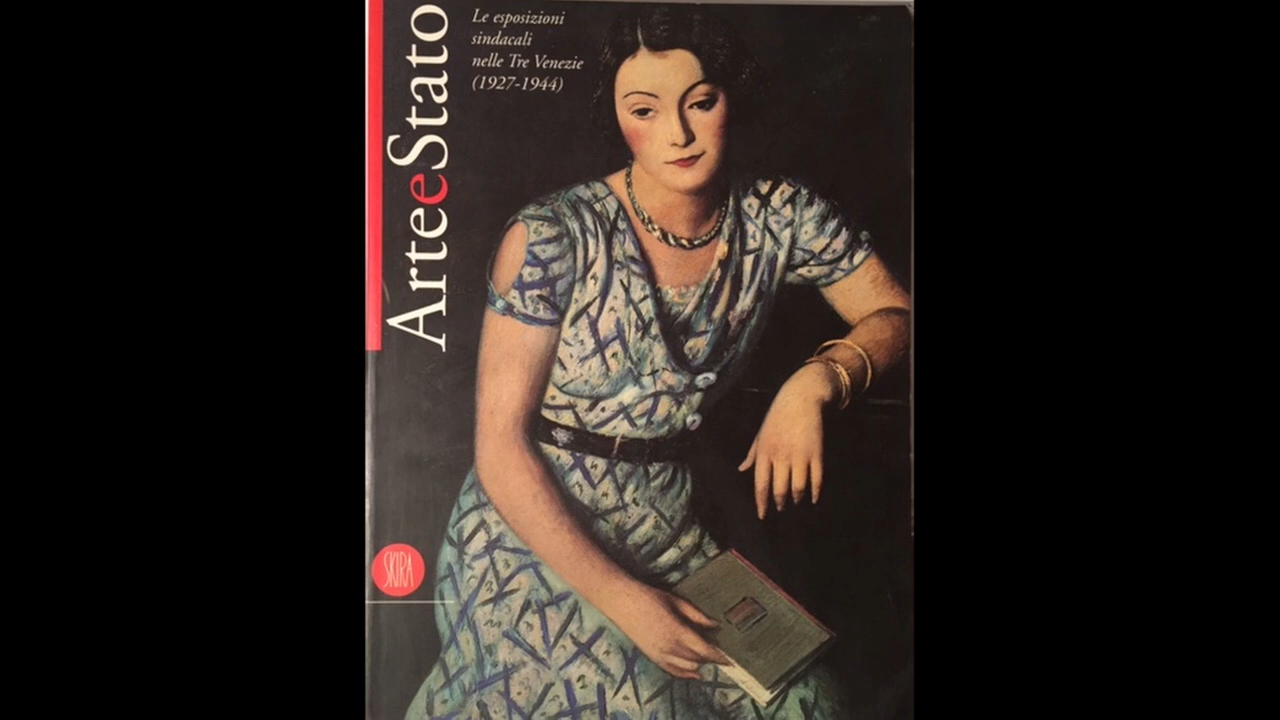 ArteeStato
Le esposizioni
sindacali
nelle Tre Venezie
(1927-1944)
SKIRA